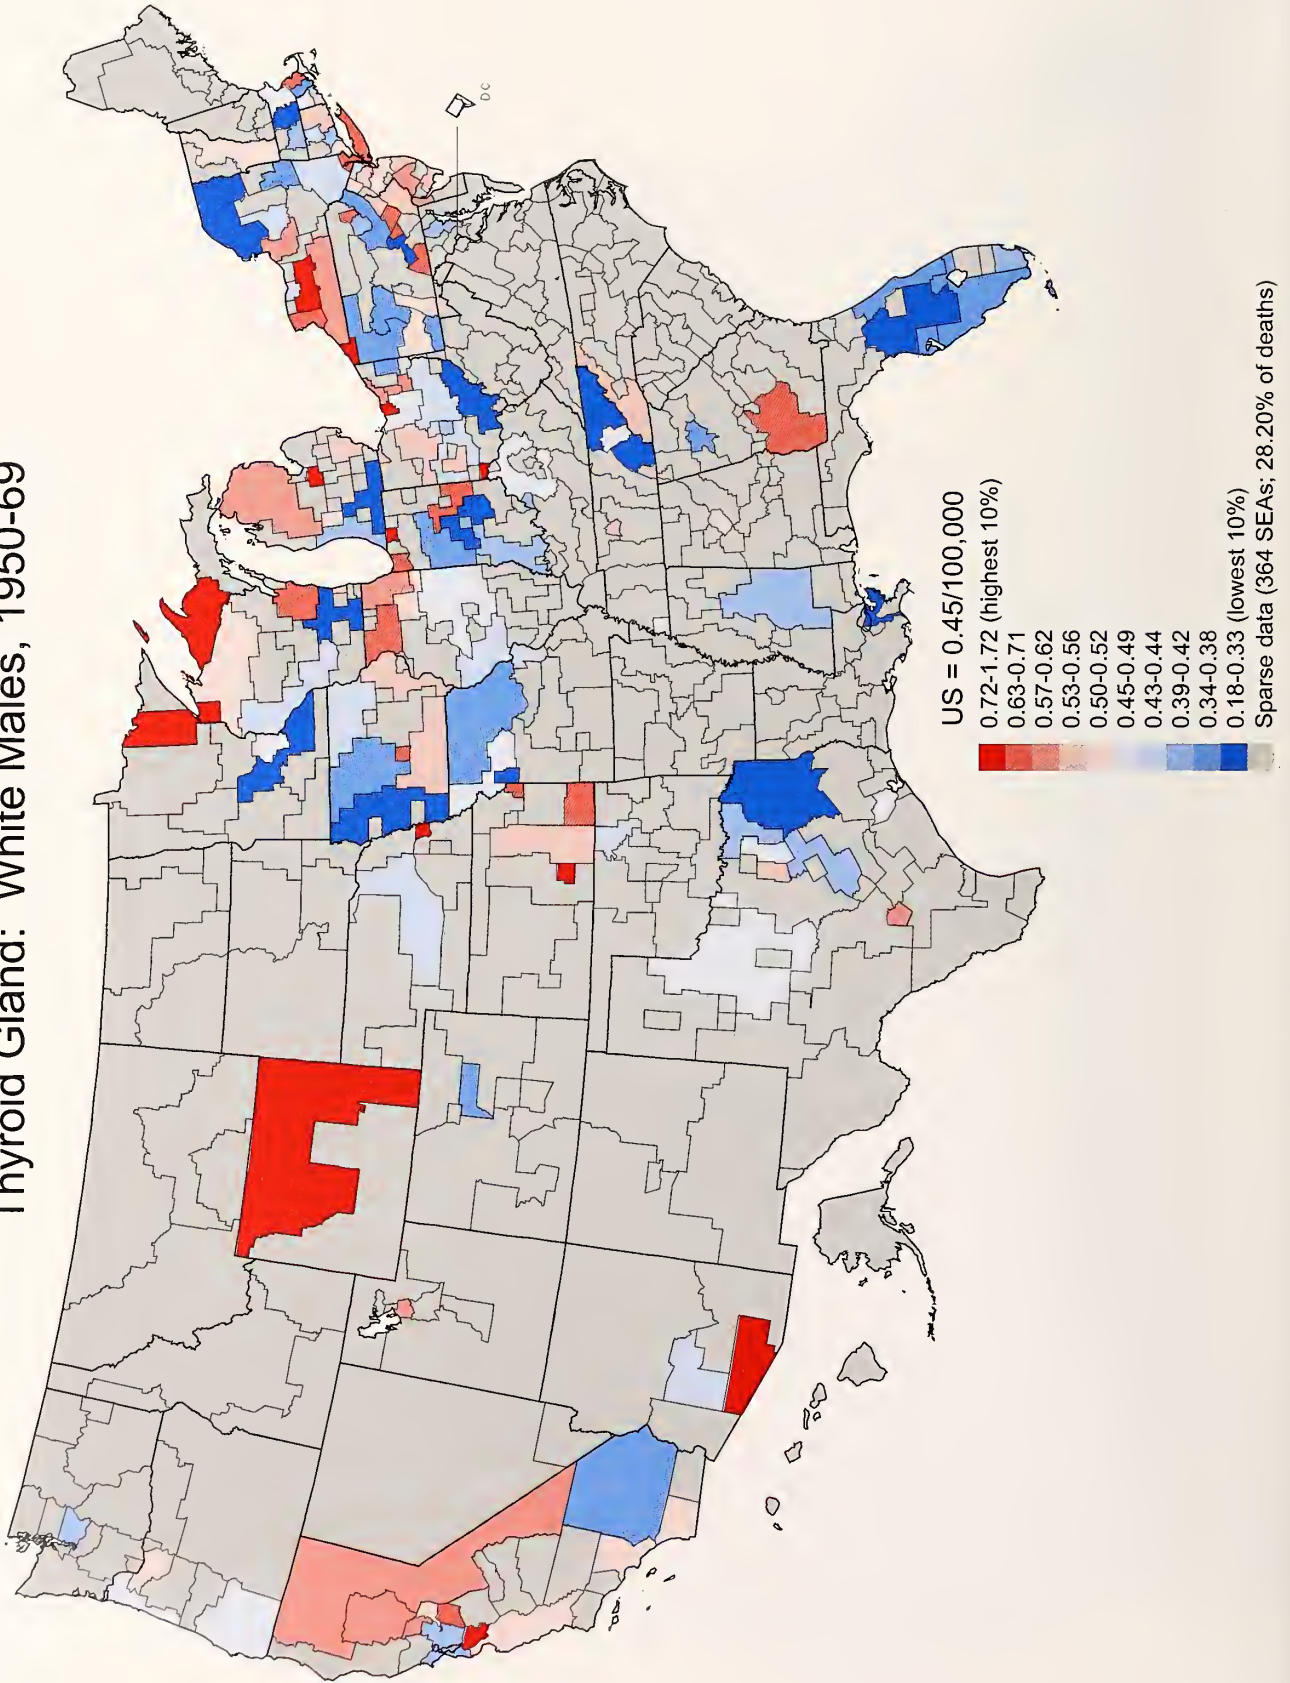 Thyroid Gland: White Males, 1950-69
DC
US = 0.45/100,000
0.72-1.72 (highest 10%)
0.63-0.71
0.57-0.62
0.53-0.56
0.50-0.52
0.45-0.49
0.43-0.44
0.39-0.42
0.34-0.38
0.18-0.33 (lowest 10%)
Sparse data (364 SEAs; 28.20% of deaths)